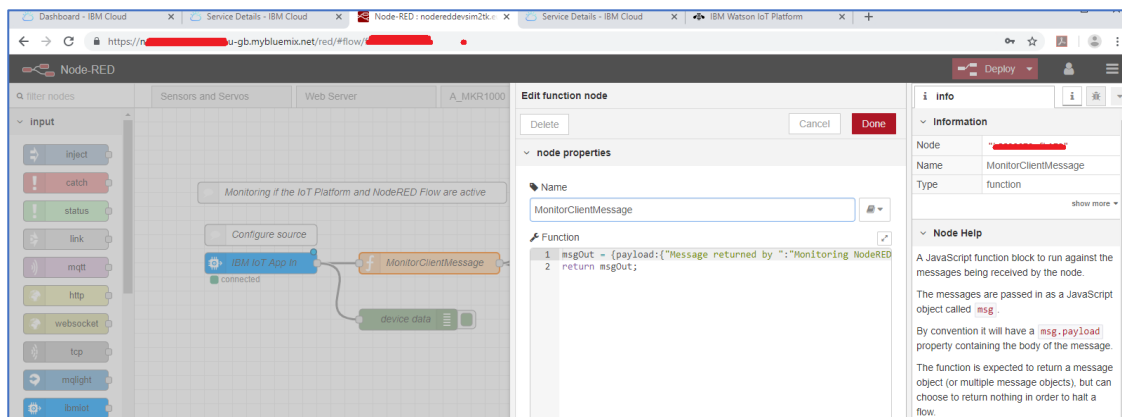 Dashboard - IBM Cloud
Service Details - IBM Cloud
Node-RED : nodereddevsim2tk.e
Service Details - IBM Cloud
IBM Watson IoT Platform
https://n u-gb.mybluemix.net/red/#flow/
Node-RED
Deploy
filter nodes
Sensors and Servos
Web Server
A_MKR1000
input
inject
catch
status
link
mqtt
http
websocket
tcp
mqlight
ibmiot
Monitoring if the IoT Platform and NodeRED Flow are active
Configure source
IBM IoT App In
connected
MonitorClientMessage
device data
Edit function node
Delete
Cancel
Done
node properties
Name
MonitorClientMessage
Function
1 msgOut = {payload:{"Message returned by ":"Monitoring NodeRED
2 return msgOut;
info
Information
Node
Name MonitorClientMessage
Type function
show more
Node Help
A JavaScript function block to run against the
messages being received by the node.
The messages are passed in as a JavaScript
object called msg .
By convention it will have a msg.payload
property containing the body of the message.
The function is expected to return a message
object (or multiple message objects), but can
choose to return nothing in order to halt a
flow.